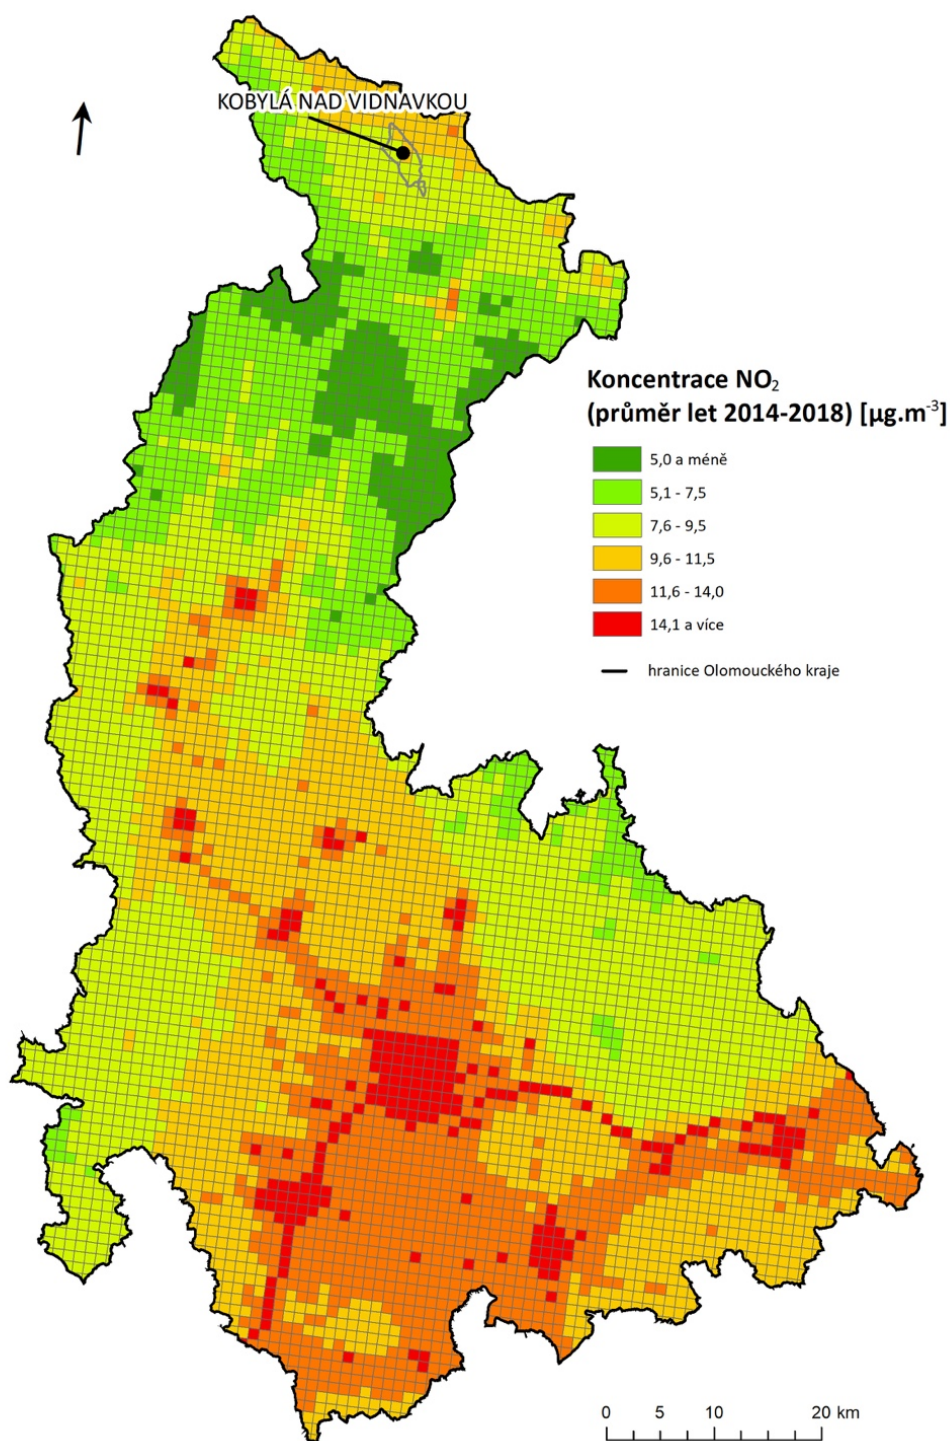 KOBYLÁ NAD VIDNAVKOU
Koncentrace NO₂
(průměr let 2014-2018) [µg.m⁻³]
5,0 a méně
5,1 - 7,5
7,6 - 9,5
9,6 - 11,5
11,6 - 14,0
14,1 a více
hranice Olomouckého kraje
0 5 10 20 km